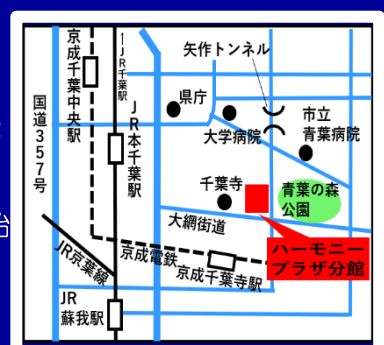 京成千葉中央駅
←JR千葉駅
矢作トンネル
県庁
大学病院
市立
青葉病院
国道357号
JR本千葉駅
千葉寺
青葉の森
公園
大網街道
ハーモニー
プラザ分館
京成電鉄
京成千葉寺駅
JR京葉線
JR
蘇我駅
台